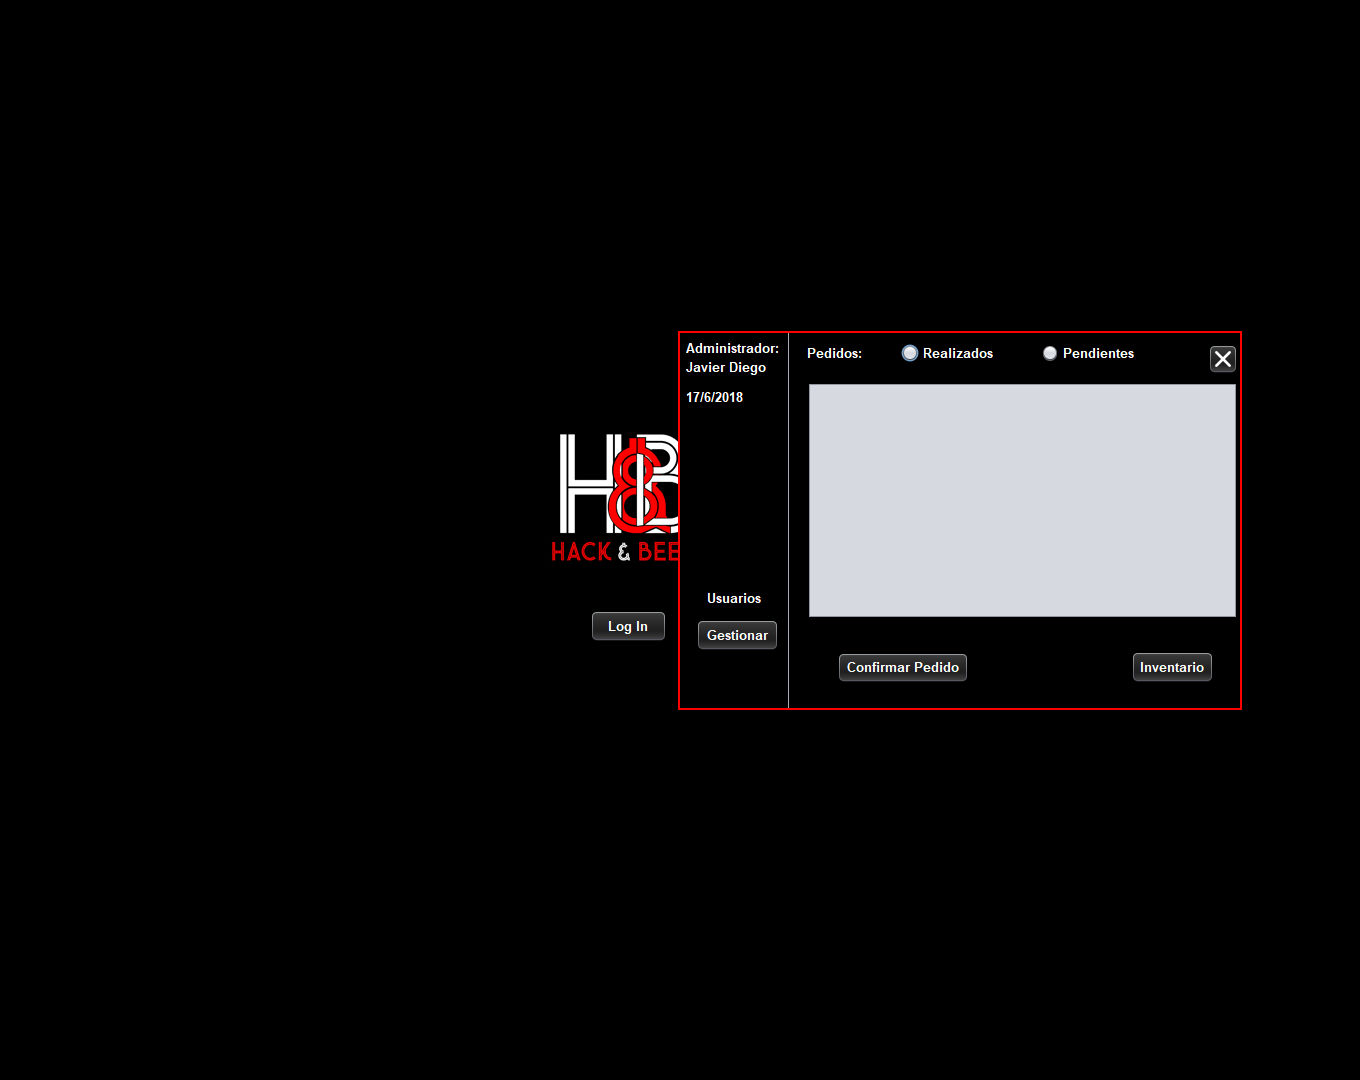 Administrador:
Javier Diego
17/6/2018
Pedidos:
Realizados
Pendientes
H&B
HACK & BEE
Usuarios
Log In
Gestionar
Confirmar Pedido
Inventario